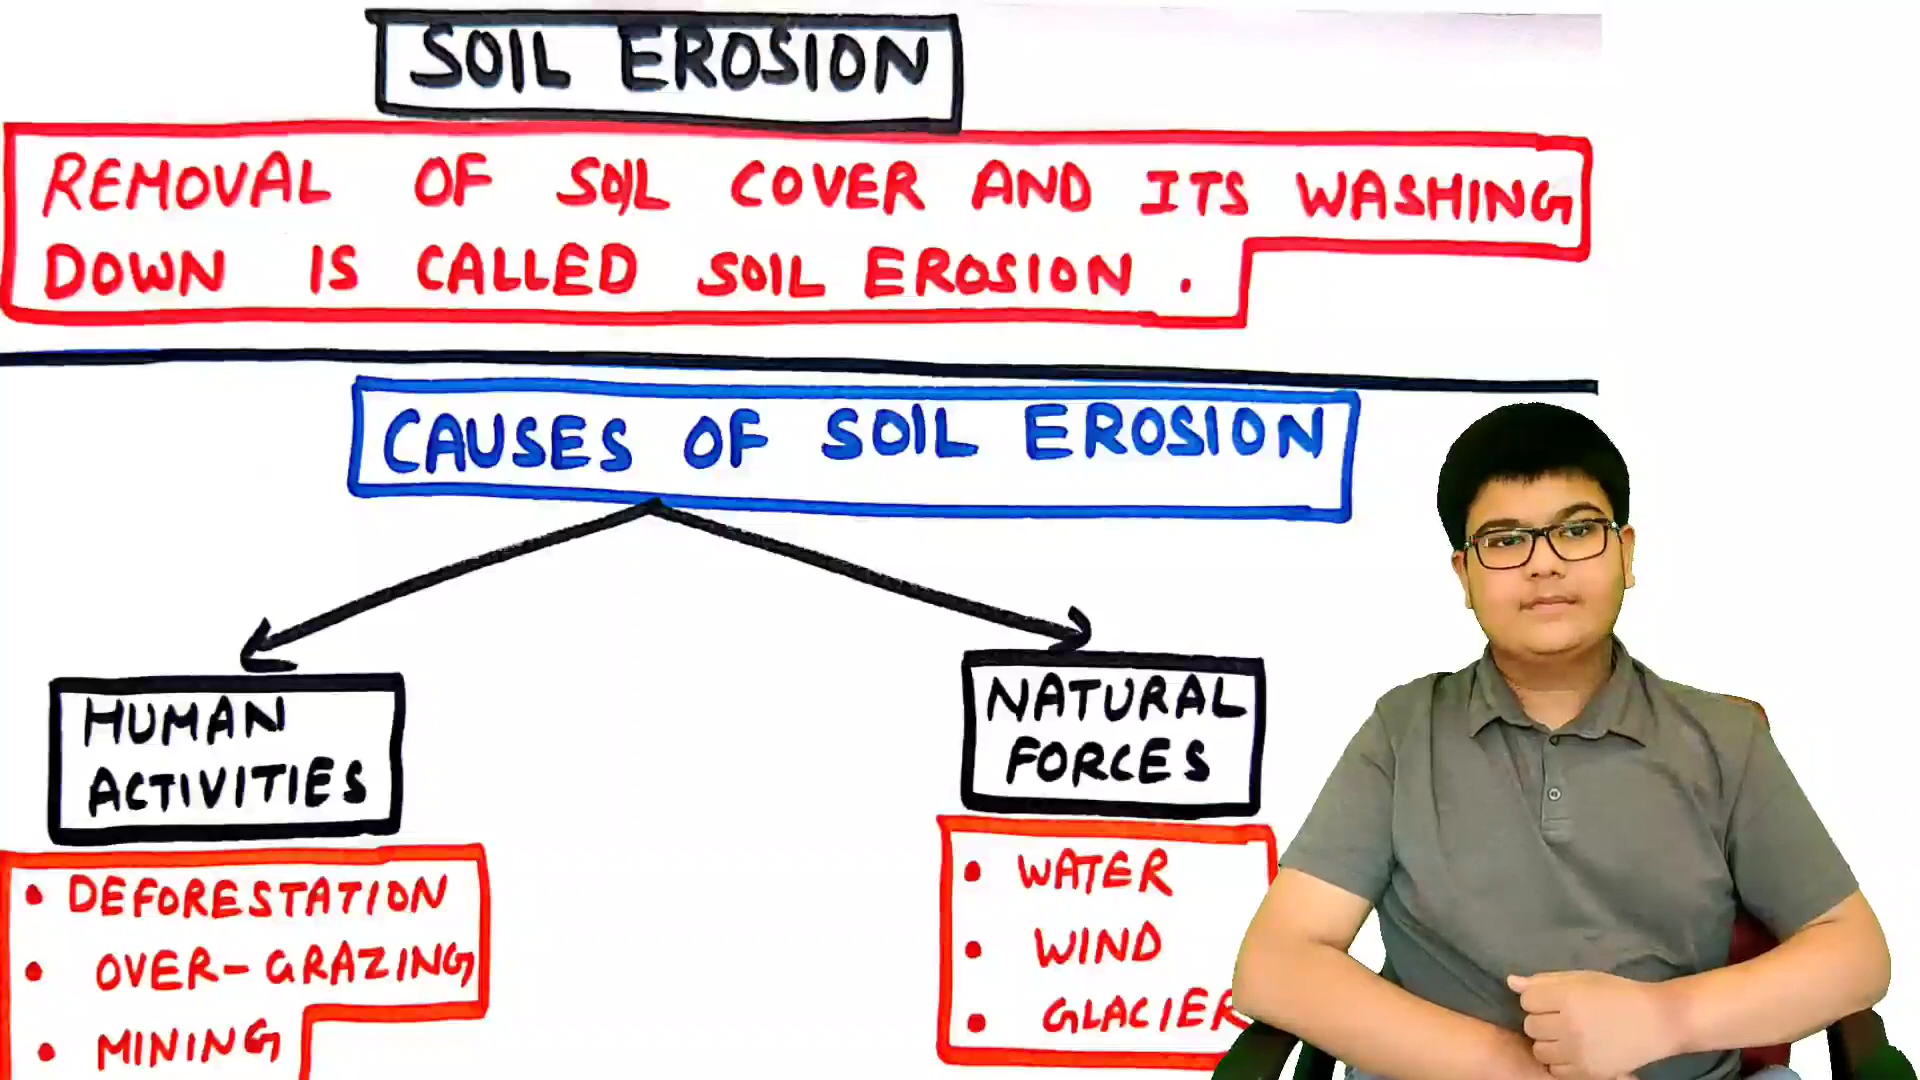 SOIL EROSION
REMOVAL OF SOIL COVER AND ITS WASHING
DOWN IS CALLED SOIL EROSION.
CAUSES OF SOIL EROSION
HUMAN
ACTIVITIES
NATURAL
FORCES
• DEFORESTATION
• OVER-GRAZING
• MINING
• WATER
• WIND
• GLACIER